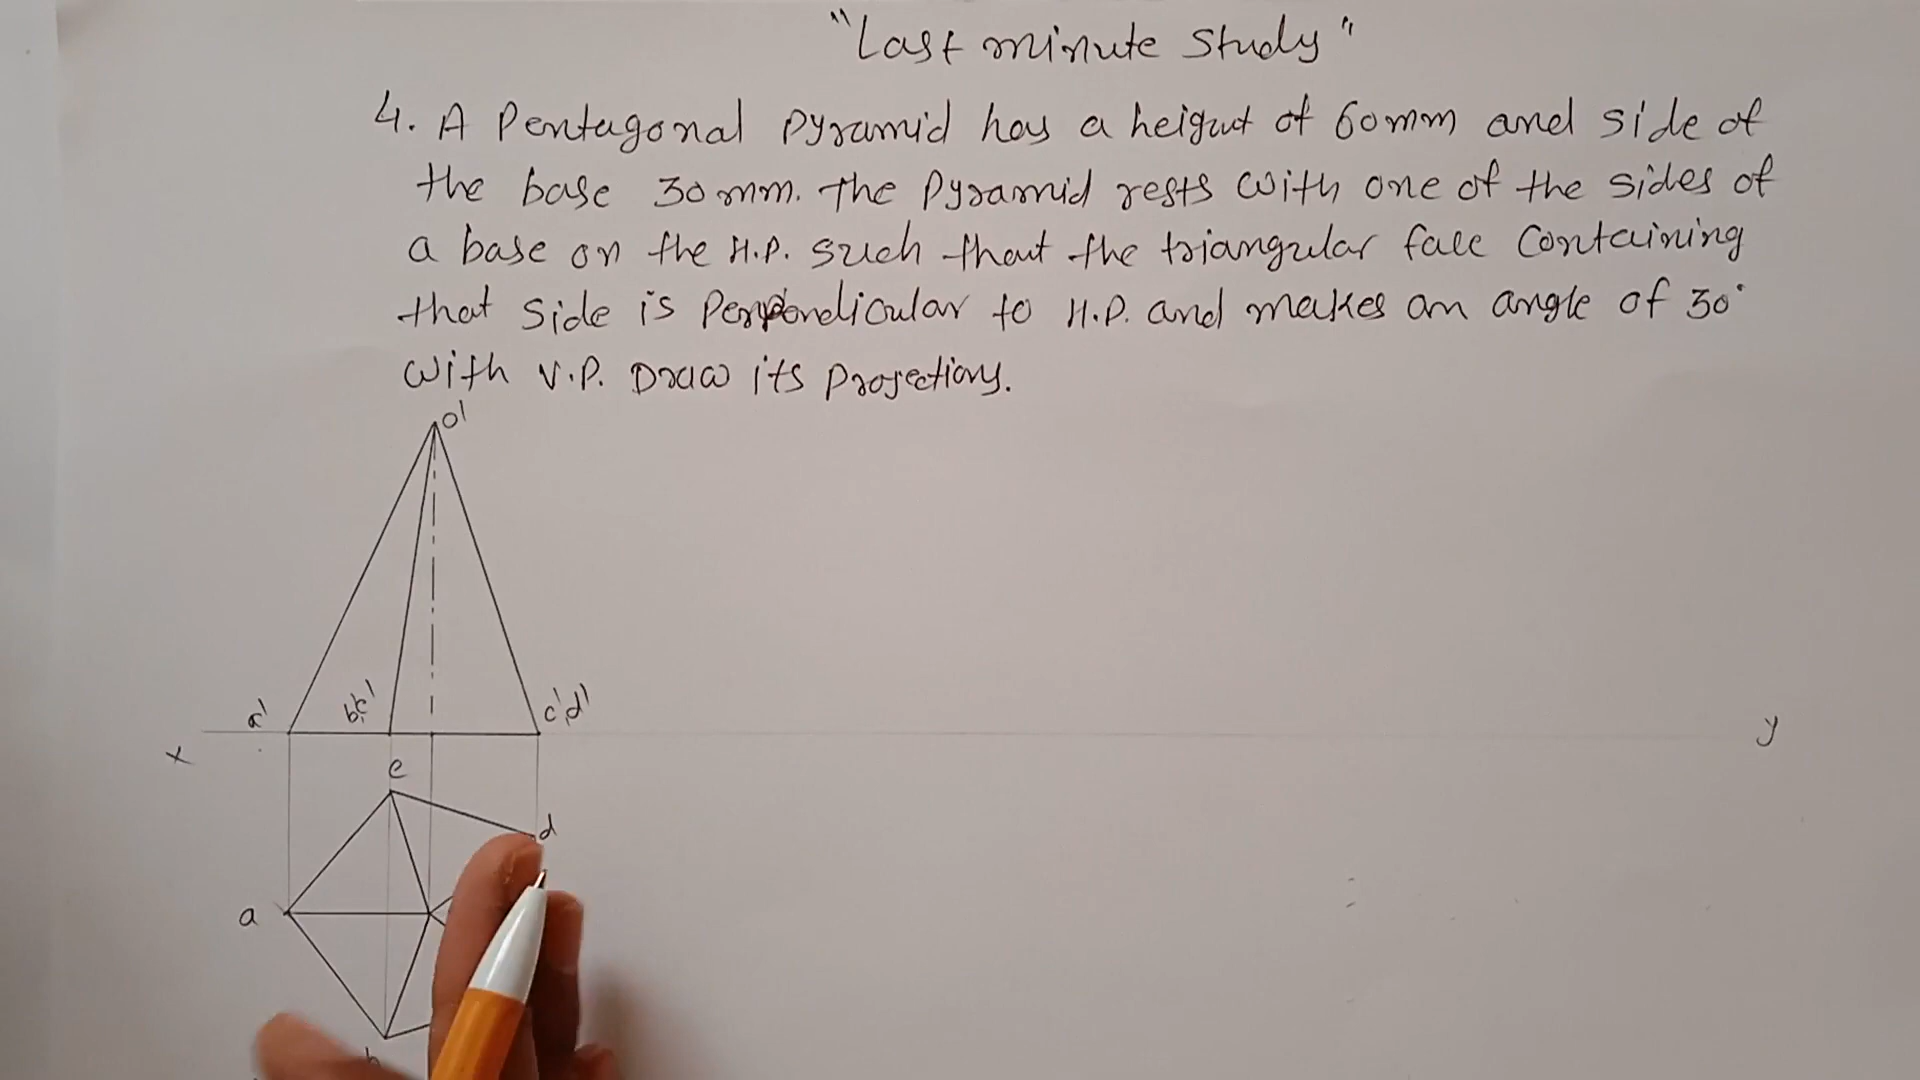 "Last minute Study"
4. A Pentagonal Pyramid has a height of 60mm and side of
the base 30mm. The Pyramid rests with one of the sides of
a base on the H.P. such that the triangular face Containing
that side is Perpendicular to H.P. and makes an angle of 30°
with V.P. Draw its Projections.
o'
a' b'c' c'd'
x y
e
d
a
b